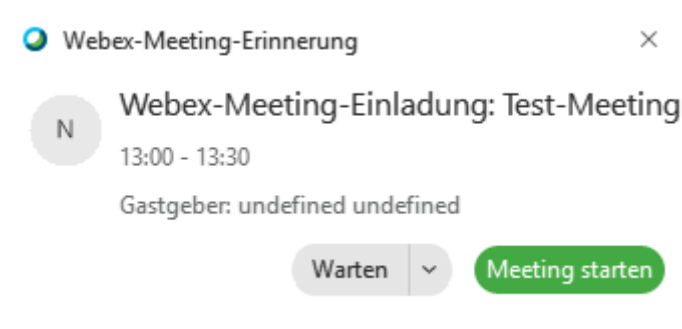 Webex-Meeting-Erinnerung
Webex-Meeting-Einladung: Test-Meeting
N
13:00 - 13:30
Gastgeber: undefined undefined
Warten
Meeting starten